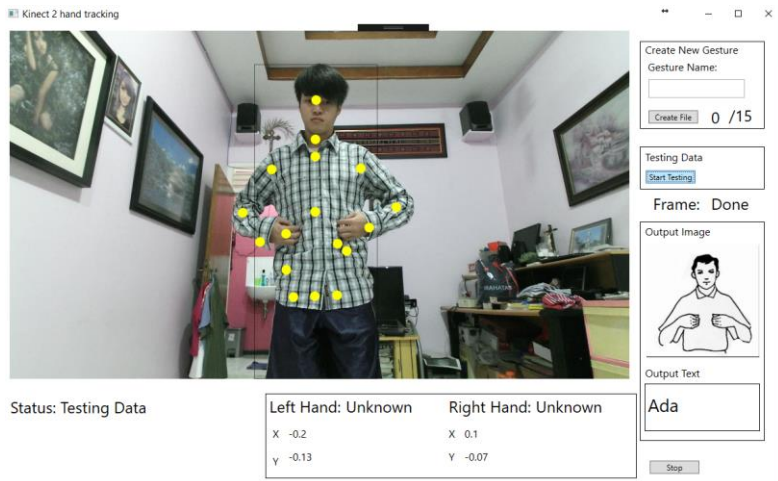 Kinect 2 hand tracking
Create New Gesture
Gesture Name:
Create File 0 /15
Testing Data
Start Testing
Frame: Done
Output Image
Output Text
Ada
Stop
Status: Testing Data
Left Hand: Unknown
X -0.2
Y -0.13
Right Hand: Unknown
X 0.1
Y -0.07